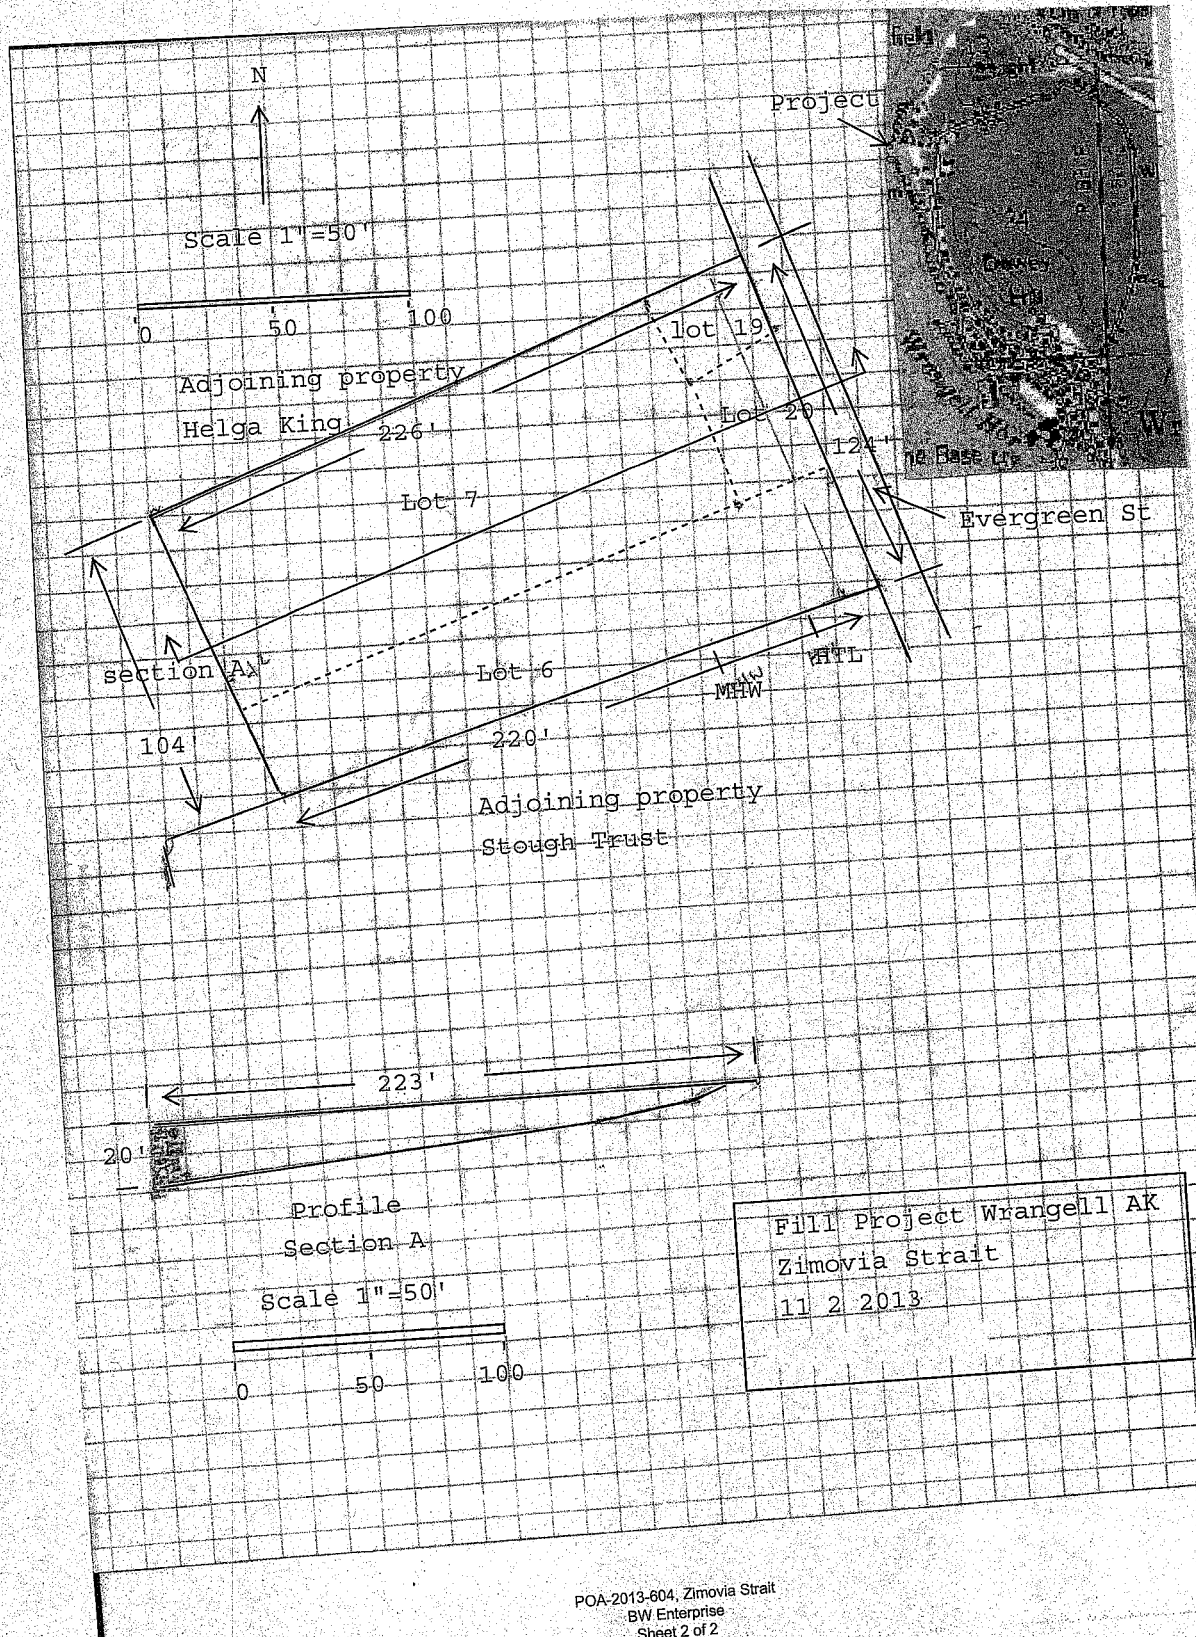 N
Project
Scale 1"=50'
0 50 100
lot 19
Adjoining property
Helga King
226'
Lot 20
124'
Lot 7
Evergreen St
section A
Lot 6
HTL
MHW
104'
220'
Adjoining property
Stough Trust
223'
20'
Profile
Section A
Scale 1"=50'
0 50 100
Fill Project Wrangell AK
Zimovia Strait
11 2 2013
POA-2013-604, Zimovia Strait
BW Enterprise
Sheet 2 of 2